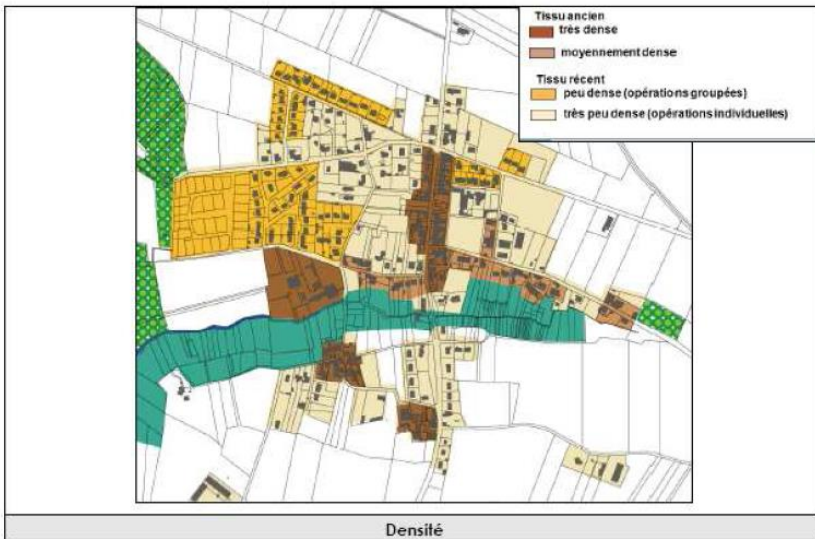 Tissu ancien
très dense
moyennement dense
Tissu récent
peu dense (opérations groupées)
très peu dense (opérations individuelles)
Densité